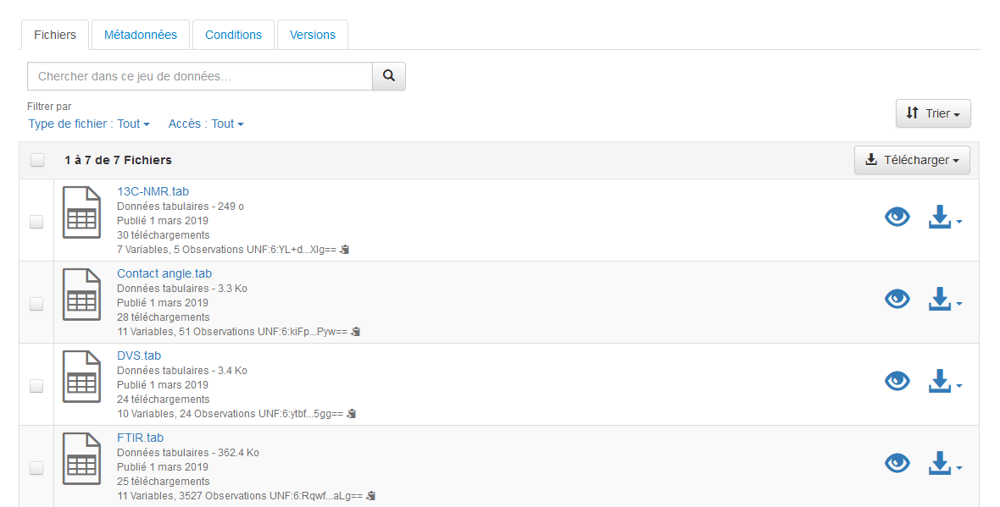 Fichiers Métadonnées Conditions Versions
Chercher dans ce jeu de données...
Filtrer par
Type de fichier : Tout Accès : Tout
Trier
1 à 7 de 7 Fichiers
Télécharger
13C-NMR.tab
Données tabulaires - 249 o
Publié 1 mars 2019
30 téléchargements
7 Variables, 5 Observations UNF:6:YL+d...XIg==
Contact angle.tab
Données tabulaires - 3.3 Ko
Publié 1 mars 2019
28 téléchargements
11 Variables, 51 Observations UNF:6:kiFp...Pyw==
DVS.tab
Données tabulaires - 3.4 Ko
Publié 1 mars 2019
24 téléchargements
10 Variables, 24 Observations UNF:6:ytbf...5gg==
FTIR.tab
Données tabulaires - 362.4 Ko
Publié 1 mars 2019
25 téléchargements
11 Variables, 3527 Observations UNF:6:Rqwf...aLg==